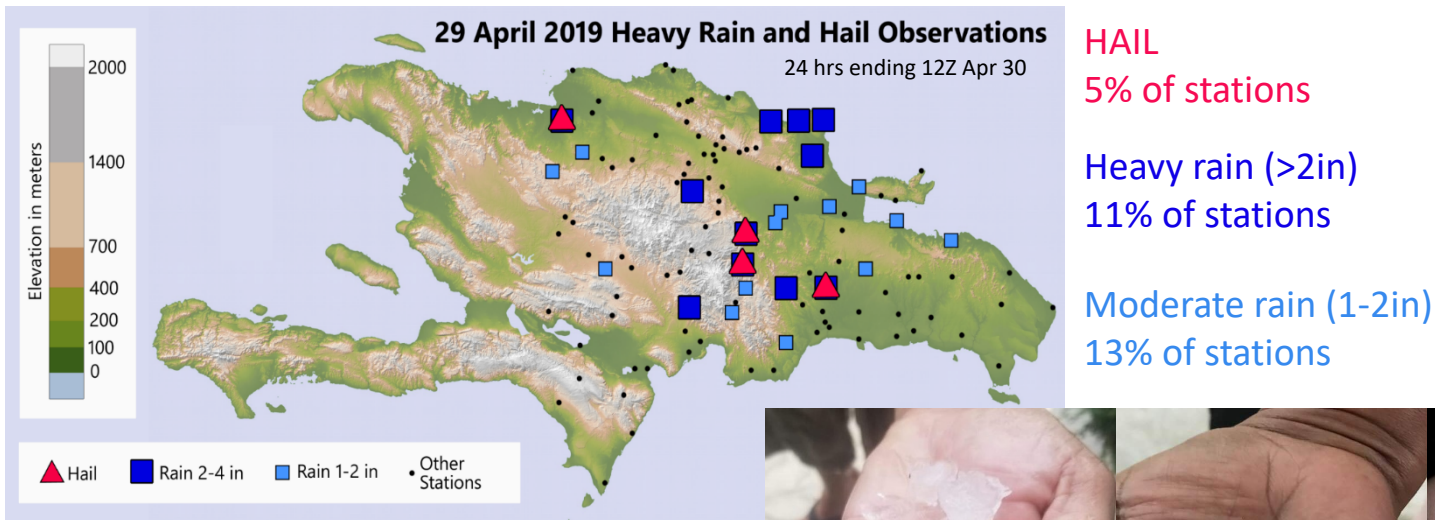 29 April 2019 Heavy Rain and Hail Observations
24 hrs ending 12Z Apr 30
Elevation in meters
2000
1400
700
400
200
100
0
Hail
Rain 2-4 in
Rain 1-2 in
Other
Stations
HAIL
5% of stations
Heavy rain (>2in)
11% of stations
Moderate rain (1-2in)
13% of stations